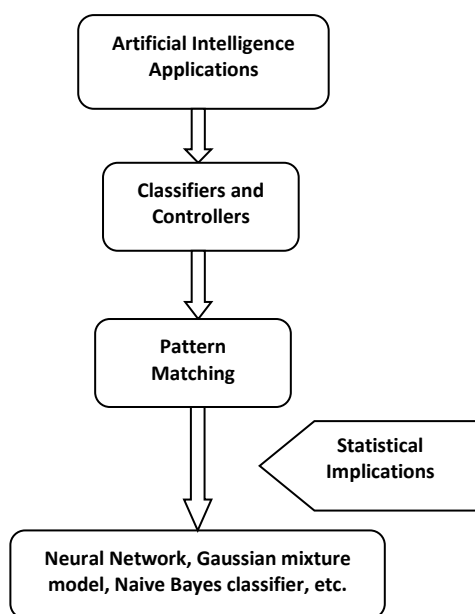 Artificial Intelligence
Applications
Classifiers and
Controllers
Pattern
Matching
Statistical
Implications
Neural Network, Gaussian mixture
model, Naive Bayes classifier, etc.